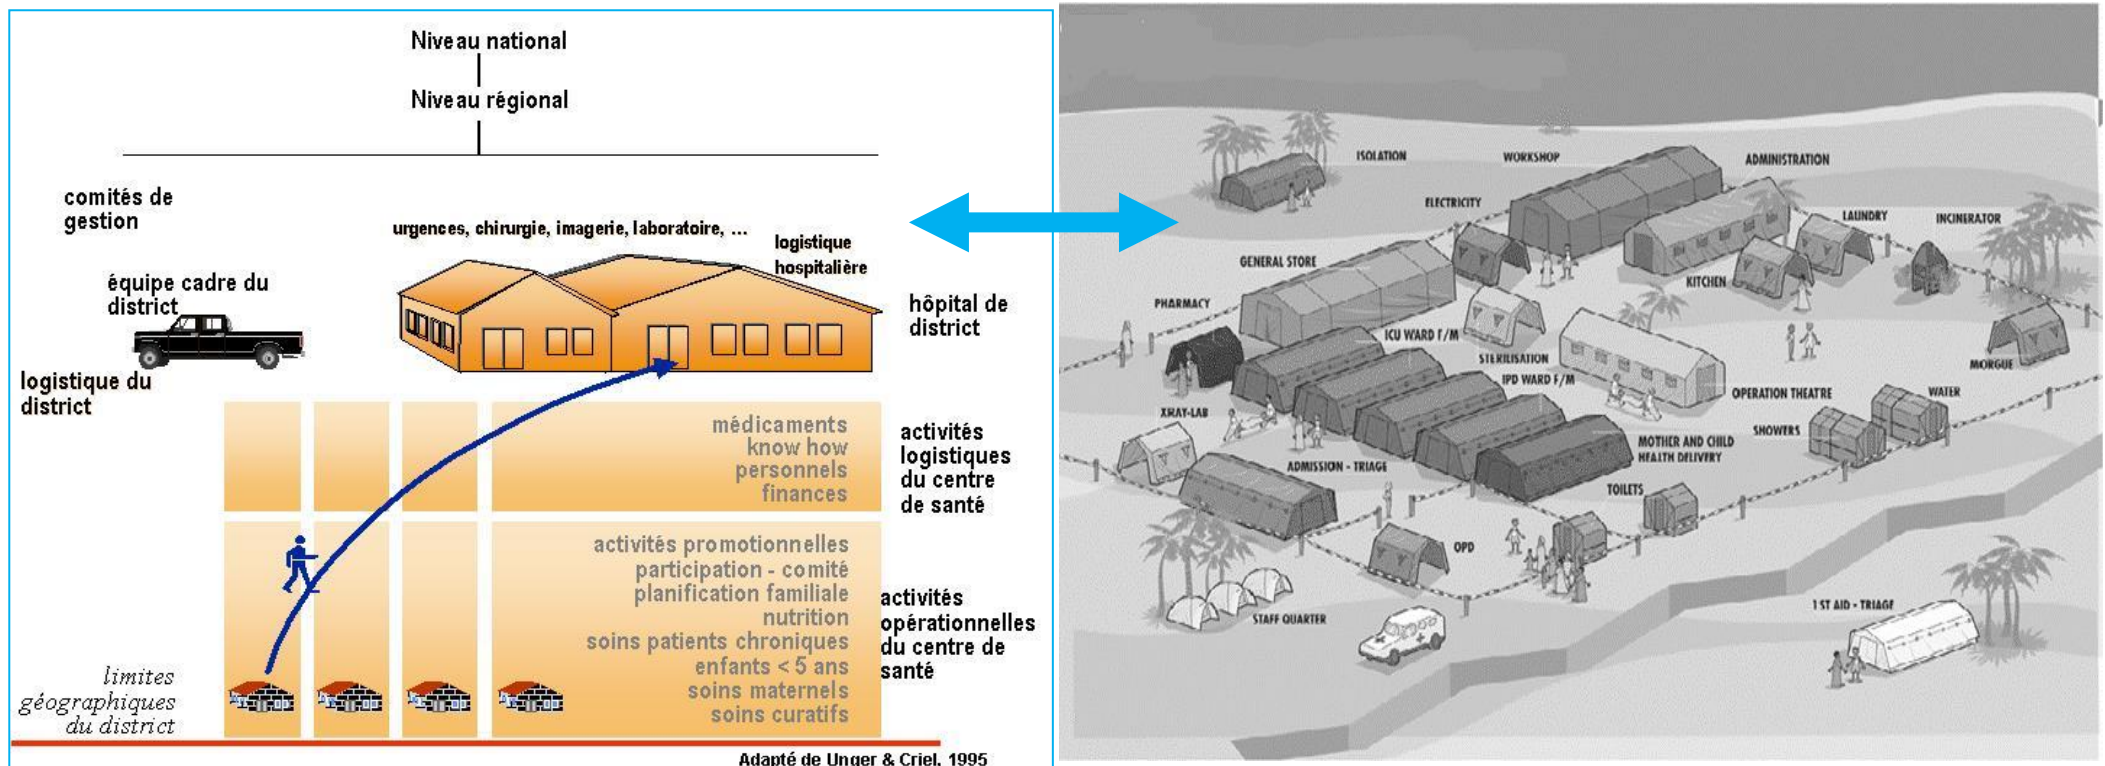 Niveau national
Niveau régional
comités de
gestion
urgences, chirurgie, imagerie, laboratoire, ...
logistique
hospitalière
équipe cadre du
district
hôpital de
district
logistique du
district
médicaments
know how
personnels
finances
activités
logistiques
du centre
de santé
activités promotionnelles
participation - comité
planification familiale
nutrition
soins patients chroniques
enfants < 5 ans
soins maternels
soins curatifs
activités
opérationnelles
du centre de
santé
limites
géographiques
du district
Adapté de Unger & Criel, 1995
ISOLATION
WORKSHOP
ADMINISTRATION
ELECTRICITY
LAUNDRY
INCINERATOR
GENERAL STORE
KITCHEN
PHARMACY
ICU WARD F/M
STERILISATION
MORGUE
IPD WARD F/M
OPERATION THEATRE
WATER
XRAY-LAB
SHOWERS
MOTHER AND CHILD
HEALTH DELIVERY
ADMISSION - TRIAGE
TOILETS
OPD
STAFF QUARTER
1 ST AID - TRIAGE